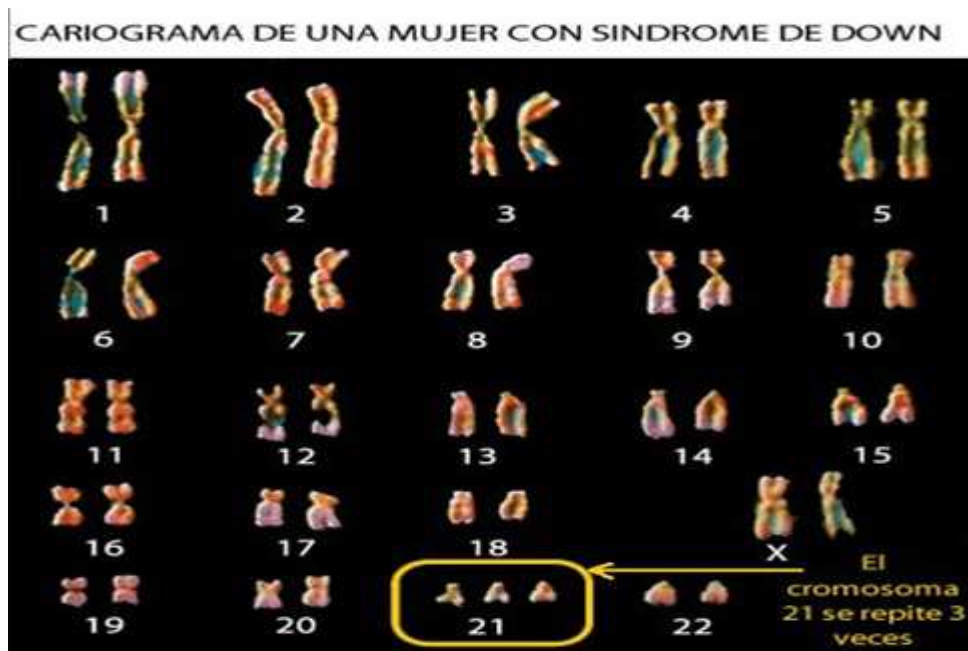 CARIOGRAMA DE UNA MUJER CON SINDROME DE DOWN
1 2 3 4 5
6 7 8 9 10
11 12 13 14 15
16 17 18 X
19 20 21 22
El
cromosoma
21 se repite 3
veces